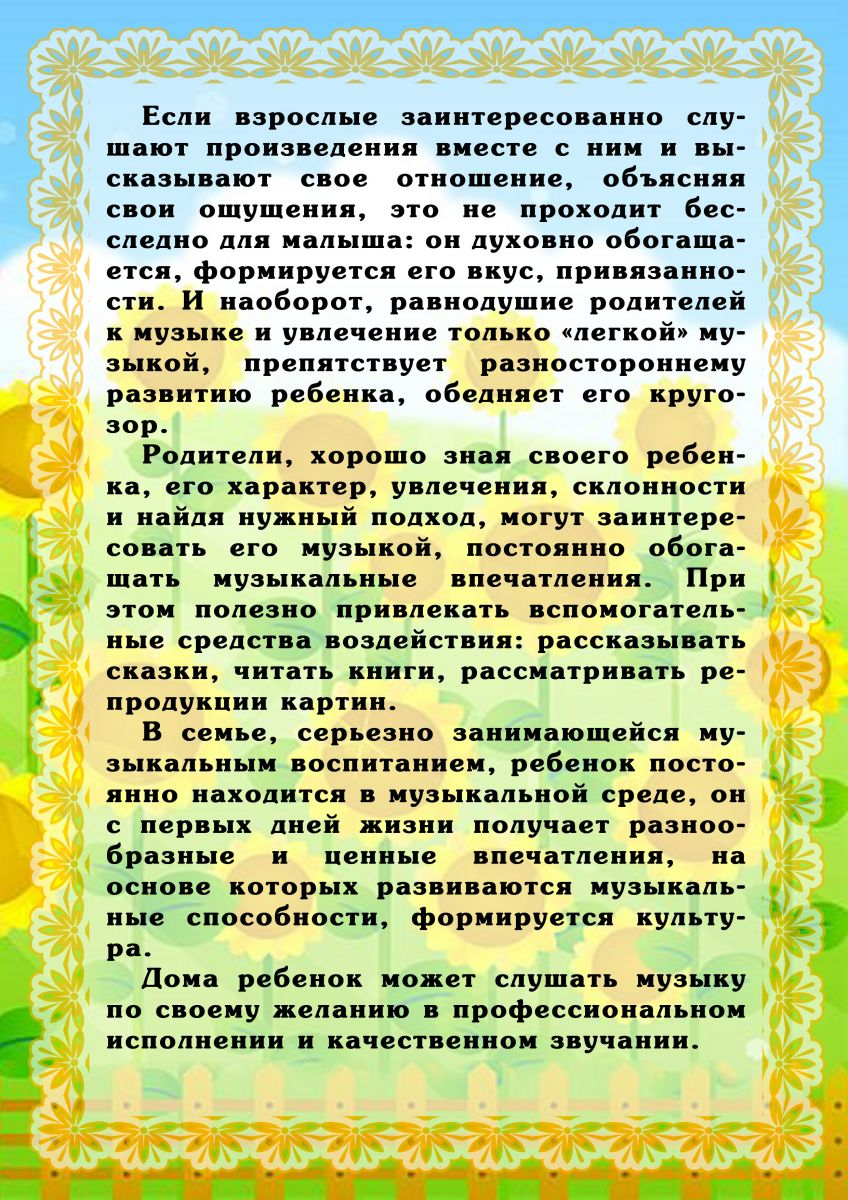 Если взрослые заинтересованно слу-
шают произведения вместе с ним и вы-
сказывают свое отношение, объясняя
свои ощущения, это не проходит бес-
следно для малыша: он духовно обогаща-
ется, формируется его вкус, привязанно-
сти. И наоборот, равнодушие родителей
к музыке и увлечение только «легкой» му-
зыкой, препятствует разностороннему
развитию ребенка, обедняет его круго-
зор.
Родители, хорошо зная своего ребен-
ка, его характер, увлечения, склонности
и найдя нужный подход, могут заинтере-
совать его музыкой, постоянно обога-
щать музыкальные впечатления. При
этом полезно привлекать вспомогатель-
ные средства воздействия: рассказывать
сказки, читать книги, рассматривать ре-
продукции картин.
В семье, серьезно занимающейся му-
зыкальным воспитанием, ребенок посто-
янно находится в музыкальной среде, он
с первых дней жизни получает разноо-
бразные и ценные впечатления, на
основе которых развиваются музыкаль-
ные способности, формируется культу-
ра.
Дома ребенок может слушать музыку
по своему желанию в профессиональном
исполнении и качественном звучании.